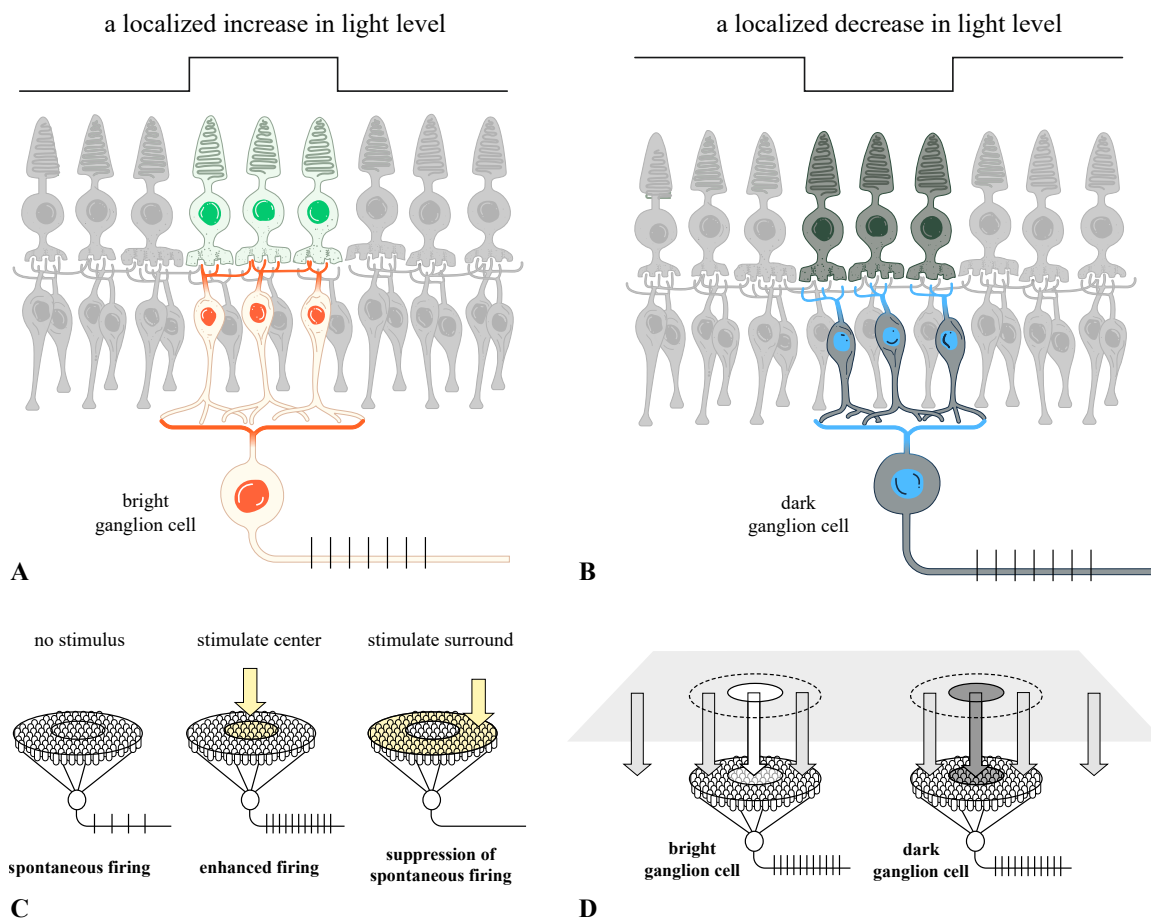 a localized increase in light level
a localized decrease in light level
bright
ganglion cell
dark
ganglion cell
A
B
no stimulus
stimulate center
stimulate surround
spontaneous firing
enhanced firing
suppression of
spontaneous firing
bright
ganglion cell
dark
ganglion cell
C
D